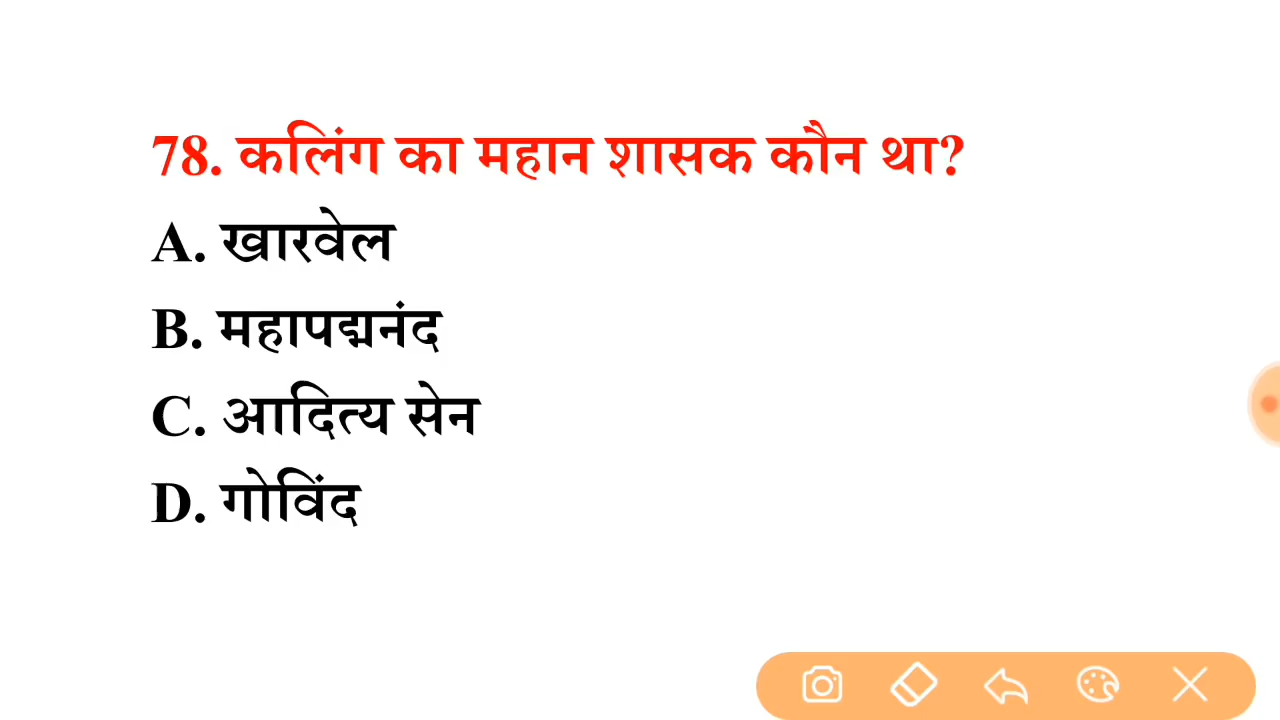 78. कलिंग का महान शासक कौन था?
A. खारवेल
B. महापद्मनंद
C. आदित्य सेन
D. गोविंद